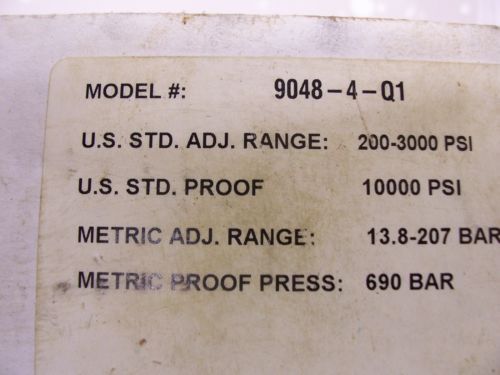 MODEL #: 9048-4-Q1
U.S. STD. ADJ. RANGE: 200-3000 PSI
U.S. STD. PROOF 10000 PSI
METRIC ADJ. RANGE: 13.8-207 BAR
METRIC PROOF PRESS: 690 BAR